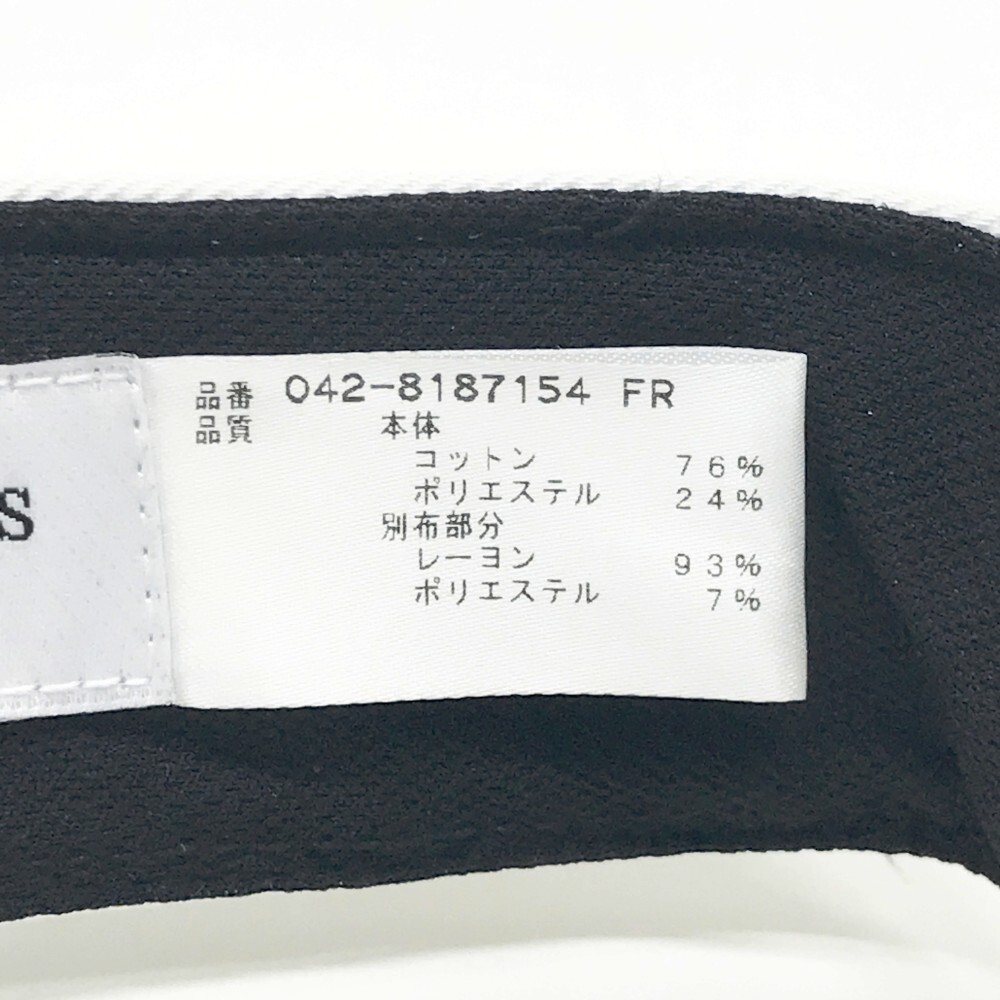 品番 042-8187154 FR
品質 本体
コットン 76%
ポリエステル 24%
別布部分
レーヨン 93%
ポリエステル 7%
S